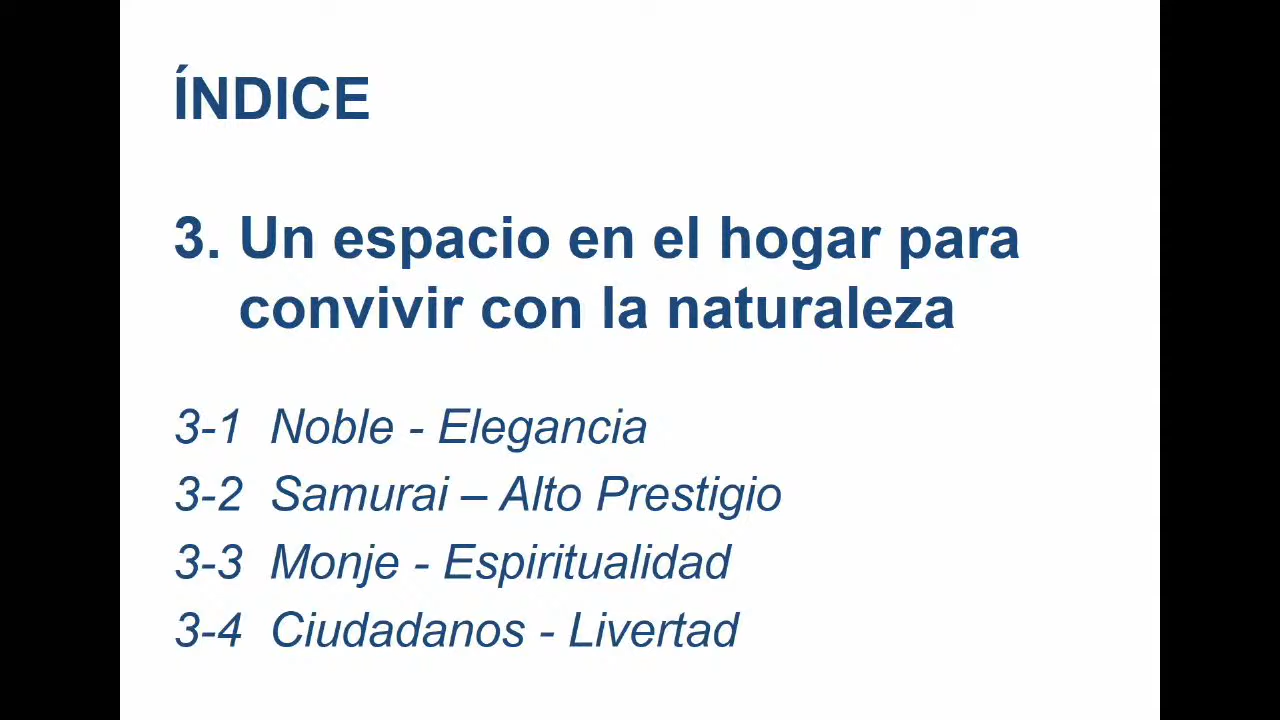 ÍNDICE
3. Un espacio en el hogar para
convivir con la naturaleza
3-1 Noble - Elegancia
3-2 Samurai – Alto Prestigio
3-3 Monje - Espiritualidad
3-4 Ciudadanos - Livertad